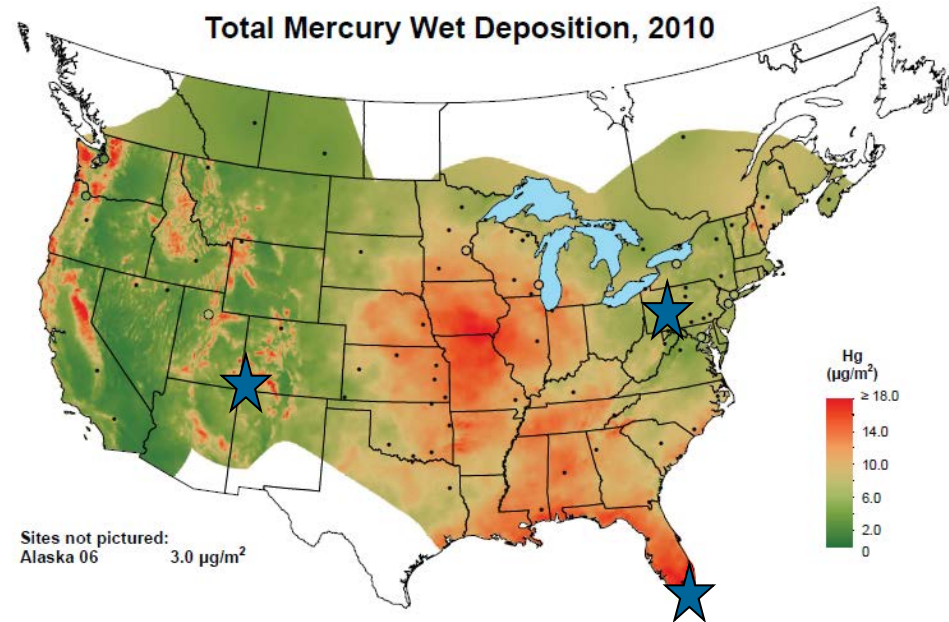 Total Mercury Wet Deposition, 2010
Hg
(µg/m²)
≥ 18.0
14.0
10.0
6.0
2.0
0
Sites not pictured:
Alaska 06 3.0 µg/m²